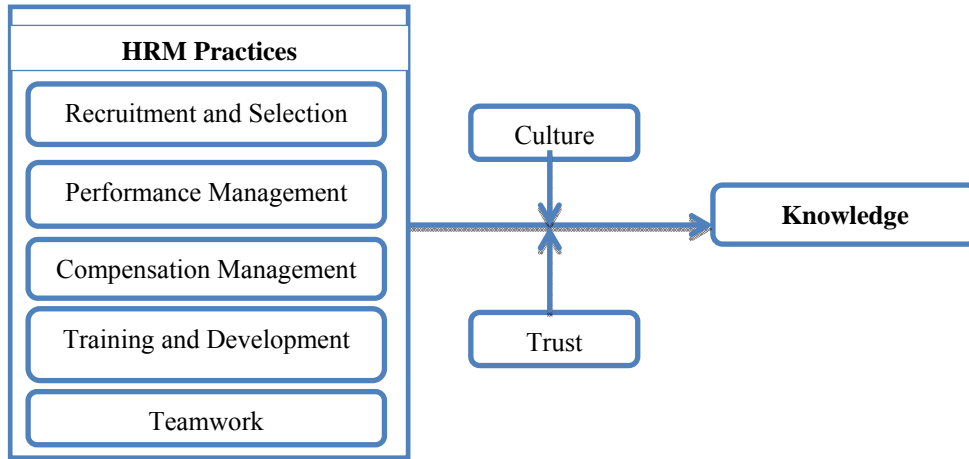 HRM Practices
Recruitment and Selection
Performance Management
Compensation Management
Training and Development
Teamwork
Culture
Trust
Knowledge